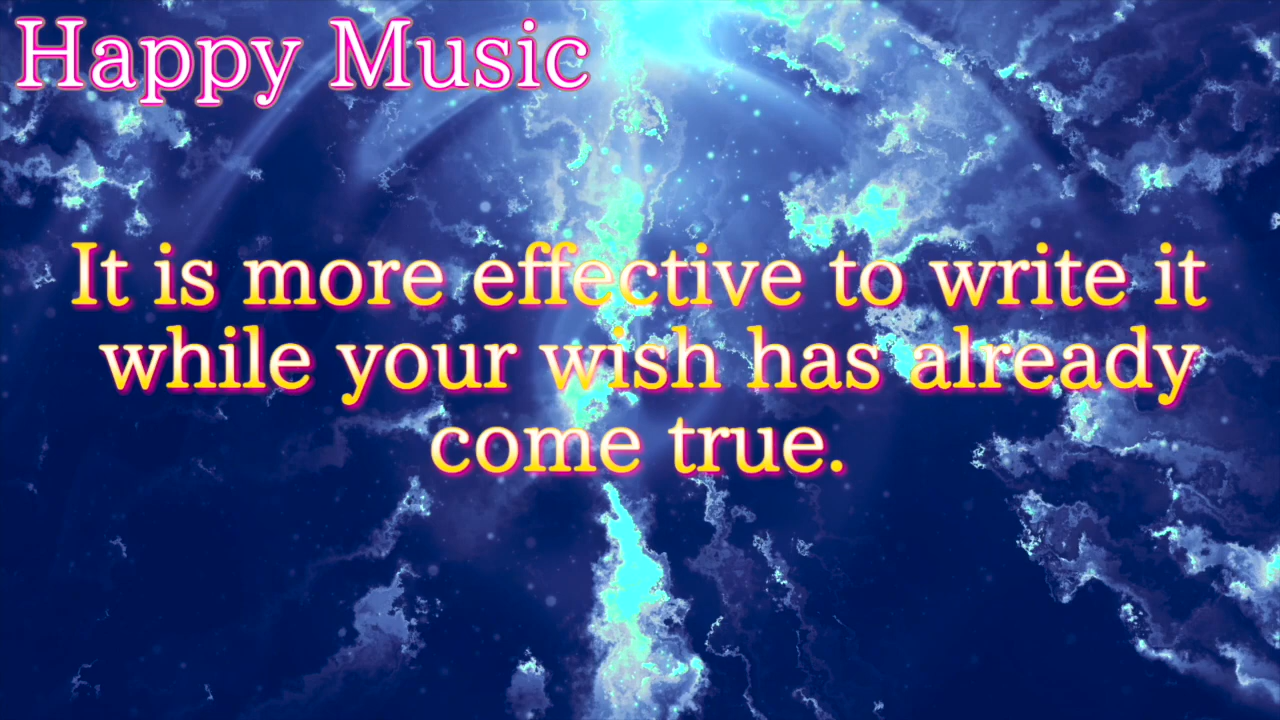 Happy Music
It is more effective to write it
while your wish has already
come true.